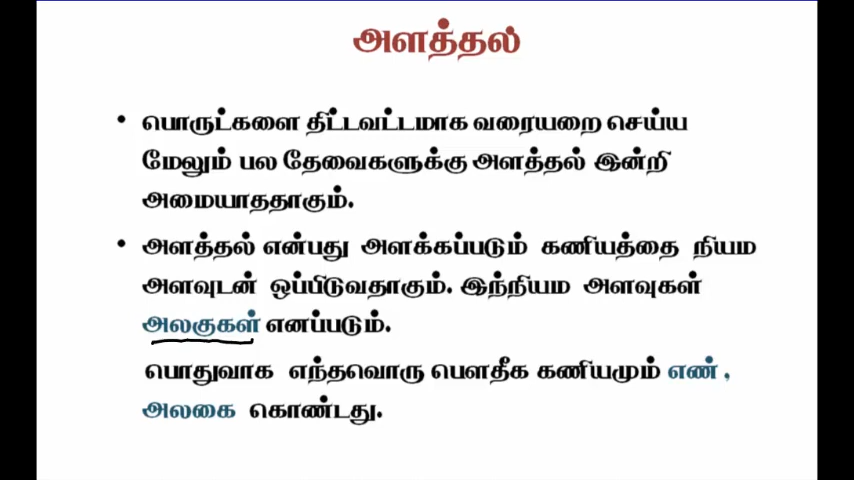 அளத்தல்
• பொருட்களை திட்டவட்டமாக வரையறை செய்ய
மேலும் பல தேவைகளுக்கு அளத்தல் இன்றி
அமையாததாகும்.
• அளத்தல் என்பது அளக்கப்படும் கணியத்தை நியம
அளவுடன் ஒப்பிடுவதாகும். இந்நியம அளவுகள்
அலகுகள் எனப்படும்.
பொதுவாக எந்தவொரு பௌதீக கணியமும் எண் ,
அலகை கொண்டது.